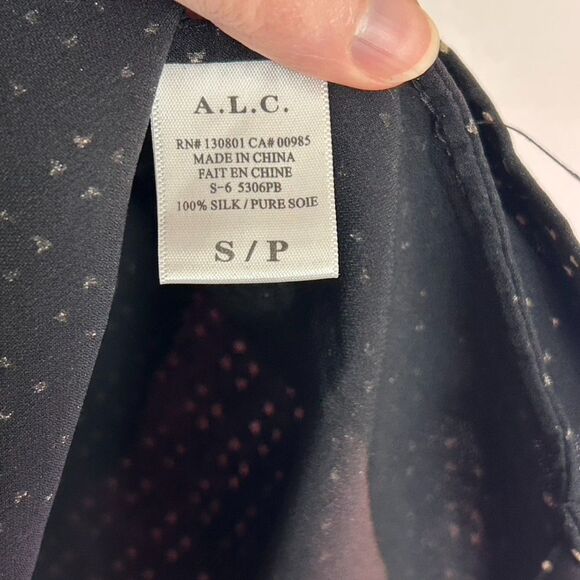 A.L.C.
RN# 130801 CA# 00985
MADE IN CHINA
FAIT EN CHINE
S-6 5306PB
100% SILK / PURE SOIE
S / P